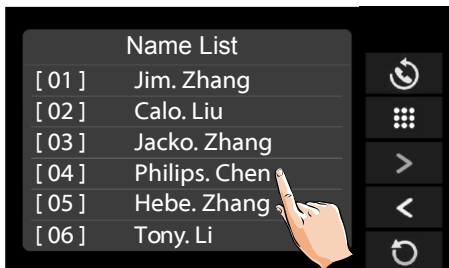 Name List
[ 01 ] Jim. Zhang
[ 02 ] Calo. Liu
[ 03 ] Jacko. Zhang
[ 04 ] Philips. Chen
[ 05 ] Hebe. Zhang
[ 06 ] Tony. Li